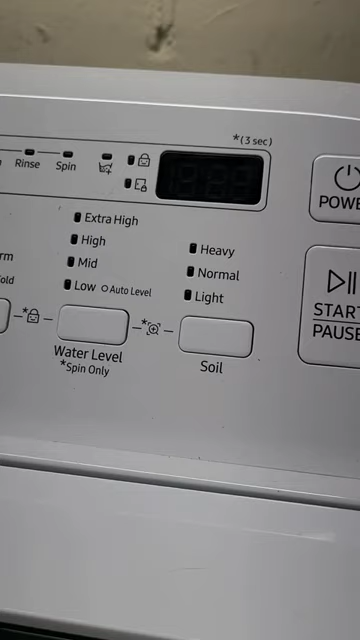 *(3 sec)
Rinse Spin
Extra High
High
Mid
Low Auto Level
Heavy
Normal
Light
Water Level
*Spin Only
Soil
POWE
START
PAUSE
rm
old